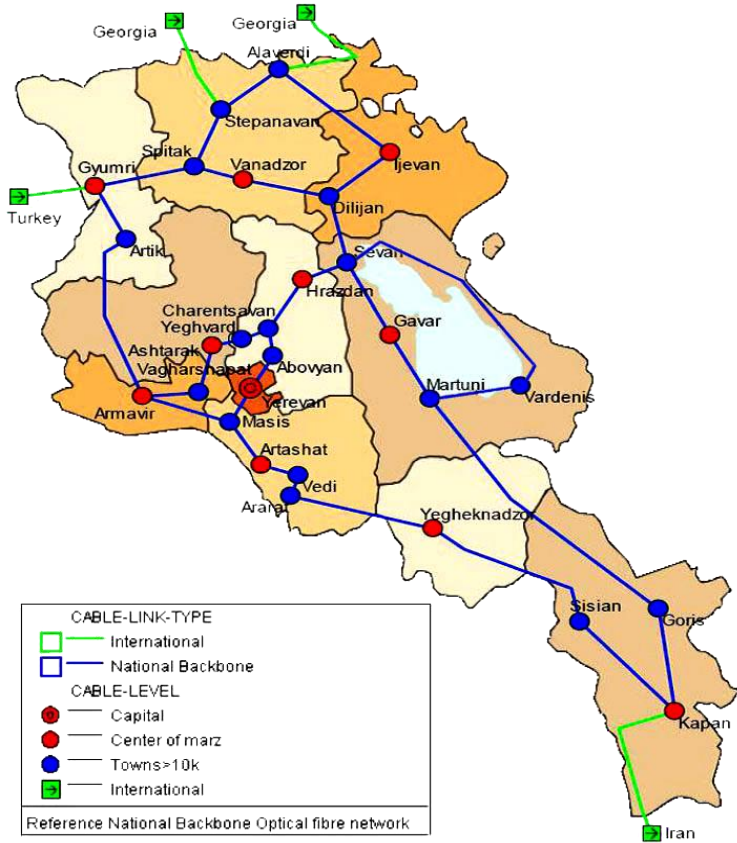 Georgia
Georgia
Alaverdi
Stepanavan
Spitak
Vanadzor
Ijevan
Gyumri
Turkey
Dilijan
Artik
Sevan
Hrazdan
Charentsavan
Yeghvard
Gavar
Ashtarak
Vagharshapat
Abovyan
Martuni
Vardenis
Armavir
Yerevan
Masis
Artashat
Vedi
Ararat
Yegheknadzor
Sisian
Goris
Kapan
Iran
CABLE-LINK-TYPE
International
National Backbone
CABLE-LEVEL
Capital
Center of marz
Towns>10k
International
Reference National Backbone Optical fibre network